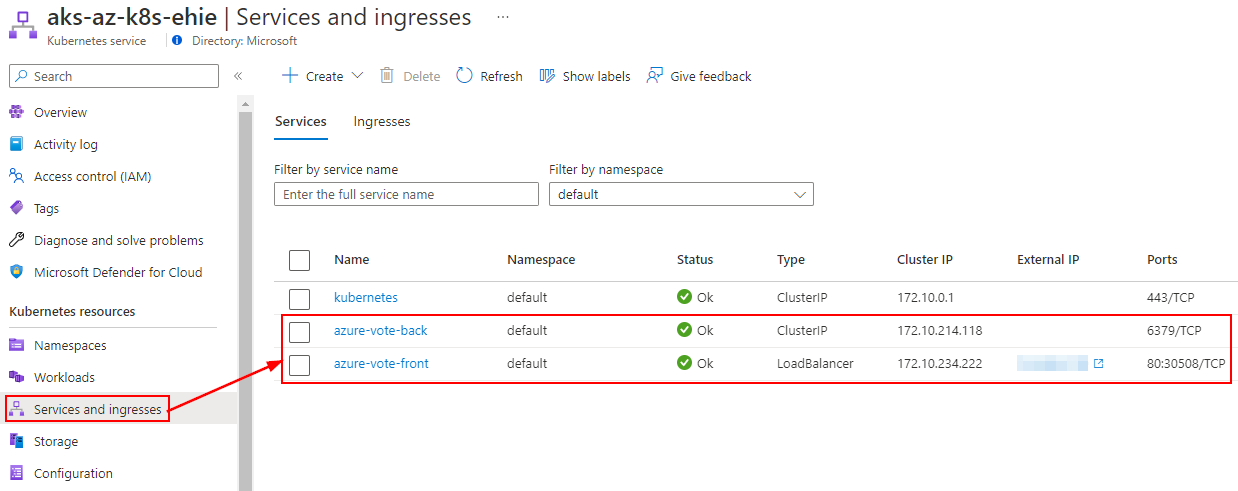 aks-az-k8s-ehie | Services and ingresses ...
Kubernetes service Directory: Microsoft
Search
Overview
Activity log
Access control (IAM)
Tags
Diagnose and solve problems
Microsoft Defender for Cloud
Kubernetes resources
Namespaces
Workloads
Services and ingresses
Storage
Configuration
Create Delete Refresh Show labels Give feedback
Services Ingresses
Filter by service name Filter by namespace
Enter the full service name default
Name Namespace Status Type Cluster IP External IP Ports
kubernetes default Ok ClusterIP 172.10.0.1 443/TCP
azure-vote-back default Ok ClusterIP 172.10.214.118 6379/TCP
azure-vote-front default Ok LoadBalancer 172.10.234.222 80:30508/TCP